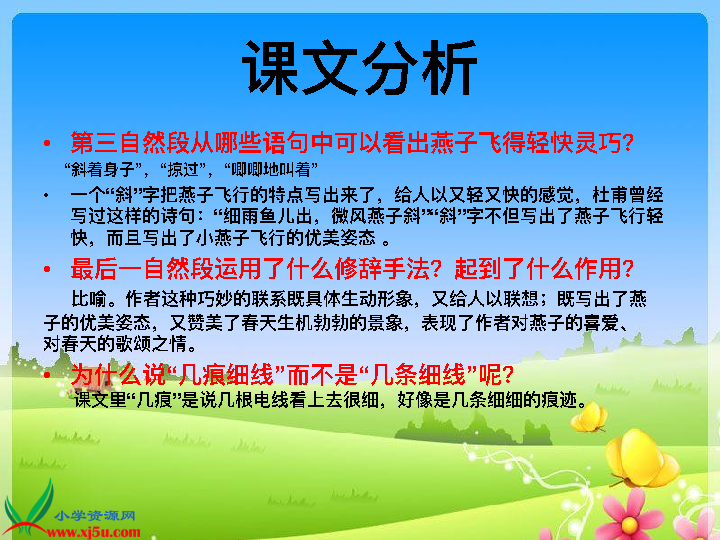 课文分析
• 第三自然段从哪些语句中可以看出燕子飞得轻快灵巧?
“斜着身子”，“掠过”，“唧唧地叫着”
• 一个“斜”字把燕子飞行的特点写出来了，给人以又轻又快的感觉，杜甫曾经
写过这样的诗句：“细雨鱼儿出，微风燕子斜”“斜”字不但写出了燕子飞行轻
快，而且写出了小燕子飞行的优美姿态 。
• 最后一自然段运用了什么修辞手法? 起到了什么作用?
比喻。作者这种巧妙的联系既具体生动形象，又给人以联想；既写出了燕
子的优美姿态，又赞美了春天生机勃勃的景象，表现了作者对燕子的喜爱、
对春天的歌颂之情。
• 为什么说“几痕细线”而不是“几条细线”呢?
课文里“几痕”是说几根电线看上去很细，好像是几条细细的痕迹。
小学资源网
www.xj5u.com